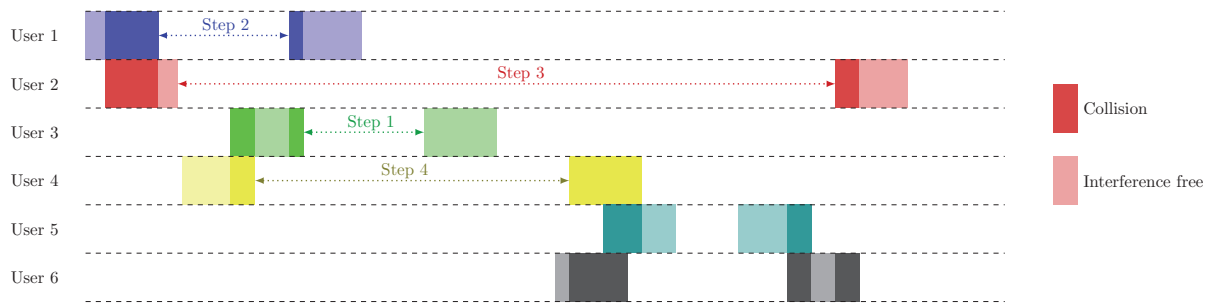 User 1
Step 2
User 2
Step 3
Collision
User 3
Step 1
User 4
Step 4
Interference free
User 5
User 6